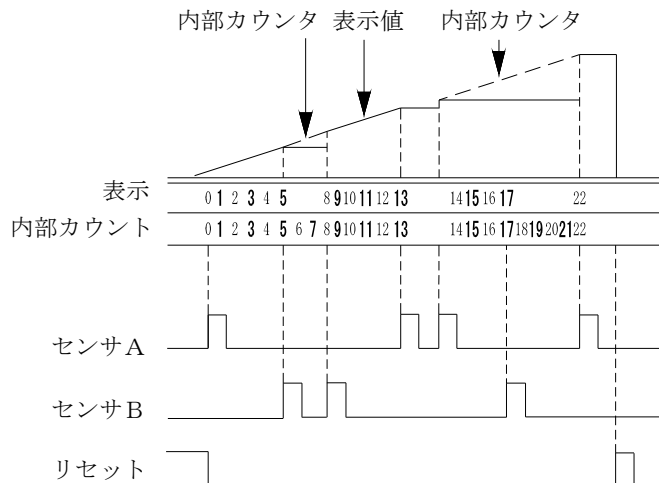 内部カウンタ 表示値 内部カウンタ
表示 0 1 2 3 4 5 8 9 10 11 12 13 14 15 16 17 22
内部カウント 0 1 2 3 4 5 6 7 8 9 10 11 12 13 14 15 16 17 18 19 20 21 22
センサA
センサB
リセット